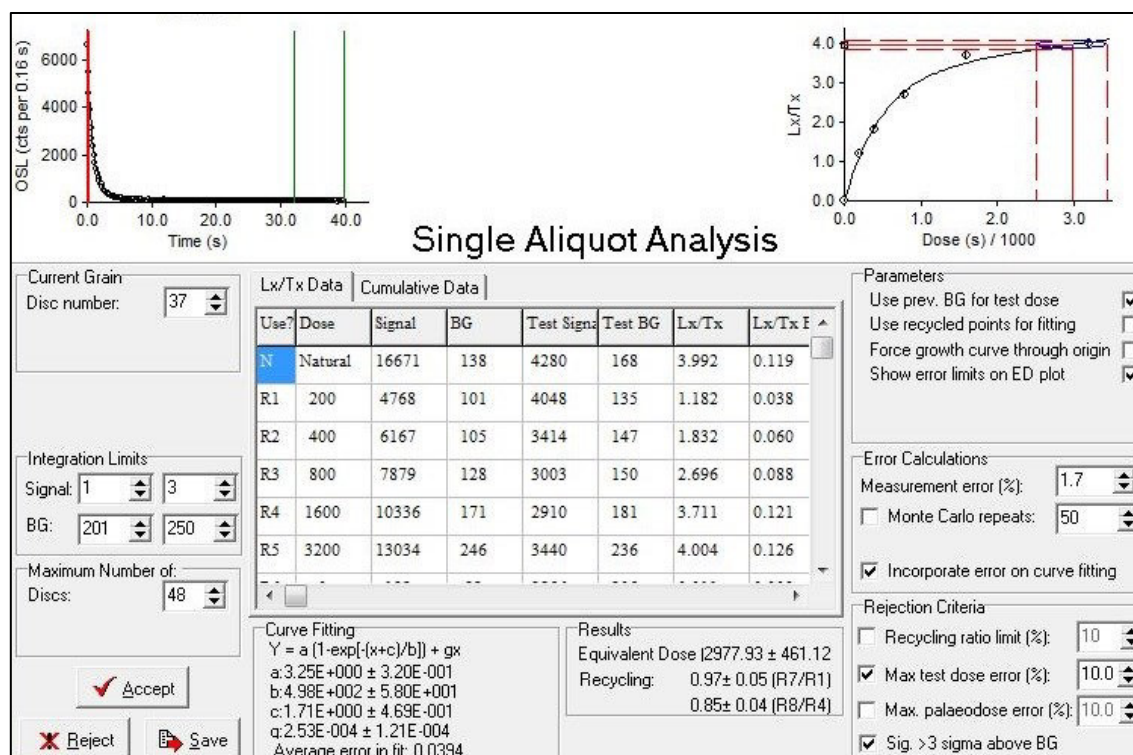 6000
4000
2000
0
OSL (cts per 0.16 s)
0.0 10.0 20.0 30.0 40.0
Time (s)
4.0
3.0
2.0
1.0
0.0
Lx/Tx
0.0 1.0 2.0 3.0
Dose (s) / 1000
Single Aliquot Analysis
Current Grain
Disc number: 37
Integration Limits
Signal: 1 3
BG: 201 250
Maximum Number of:
Discs: 48
Accept
Reject Save
Lx/Tx Data Cumulative Data
Use? Dose Signal BG Test Signa Test BG Lx/Tx Lx/Tx E
N Natural 16671 138 4280 168 3.992 0.119
R1 200 4768 101 4048 135 1.182 0.038
R2 400 6167 105 3414 147 1.832 0.060
R3 800 7879 128 3003 150 2.696 0.088
R4 1600 10336 171 2910 181 3.711 0.121
R5 3200 13034 246 3440 236 4.004 0.126
Curve Fitting
Y = a (1-exp[-(x+c)/b]) + gx
a:3.25E+000 ± 3.20E-001
b:4.98E+002 ± 5.80E+001
c:1.71E+000 ± 4.69E-001
g:2.53E-004 ± 1.21E-004
Average error in fit: 0.0394
Results
Equivalent Dose (2977.93 ± 461.12
Recycling: 0.97± 0.05 (R7/R1)
0.85± 0.04 (R8/R4)
Parameters
Use prev. BG for test dose
Use recycled points for fitting
Force growth curve through origin
Show error limits on ED plot
Error Calculations
Measurement error (%): 1.7
Monte Carlo repeats: 50
Incorporate error on curve fitting
Rejection Criteria
Recycling ratio limit (%): 10
Max test dose error (%): 10.0
Max. palaeodose error (%): 10.0
Sig. >3 sigma above BG